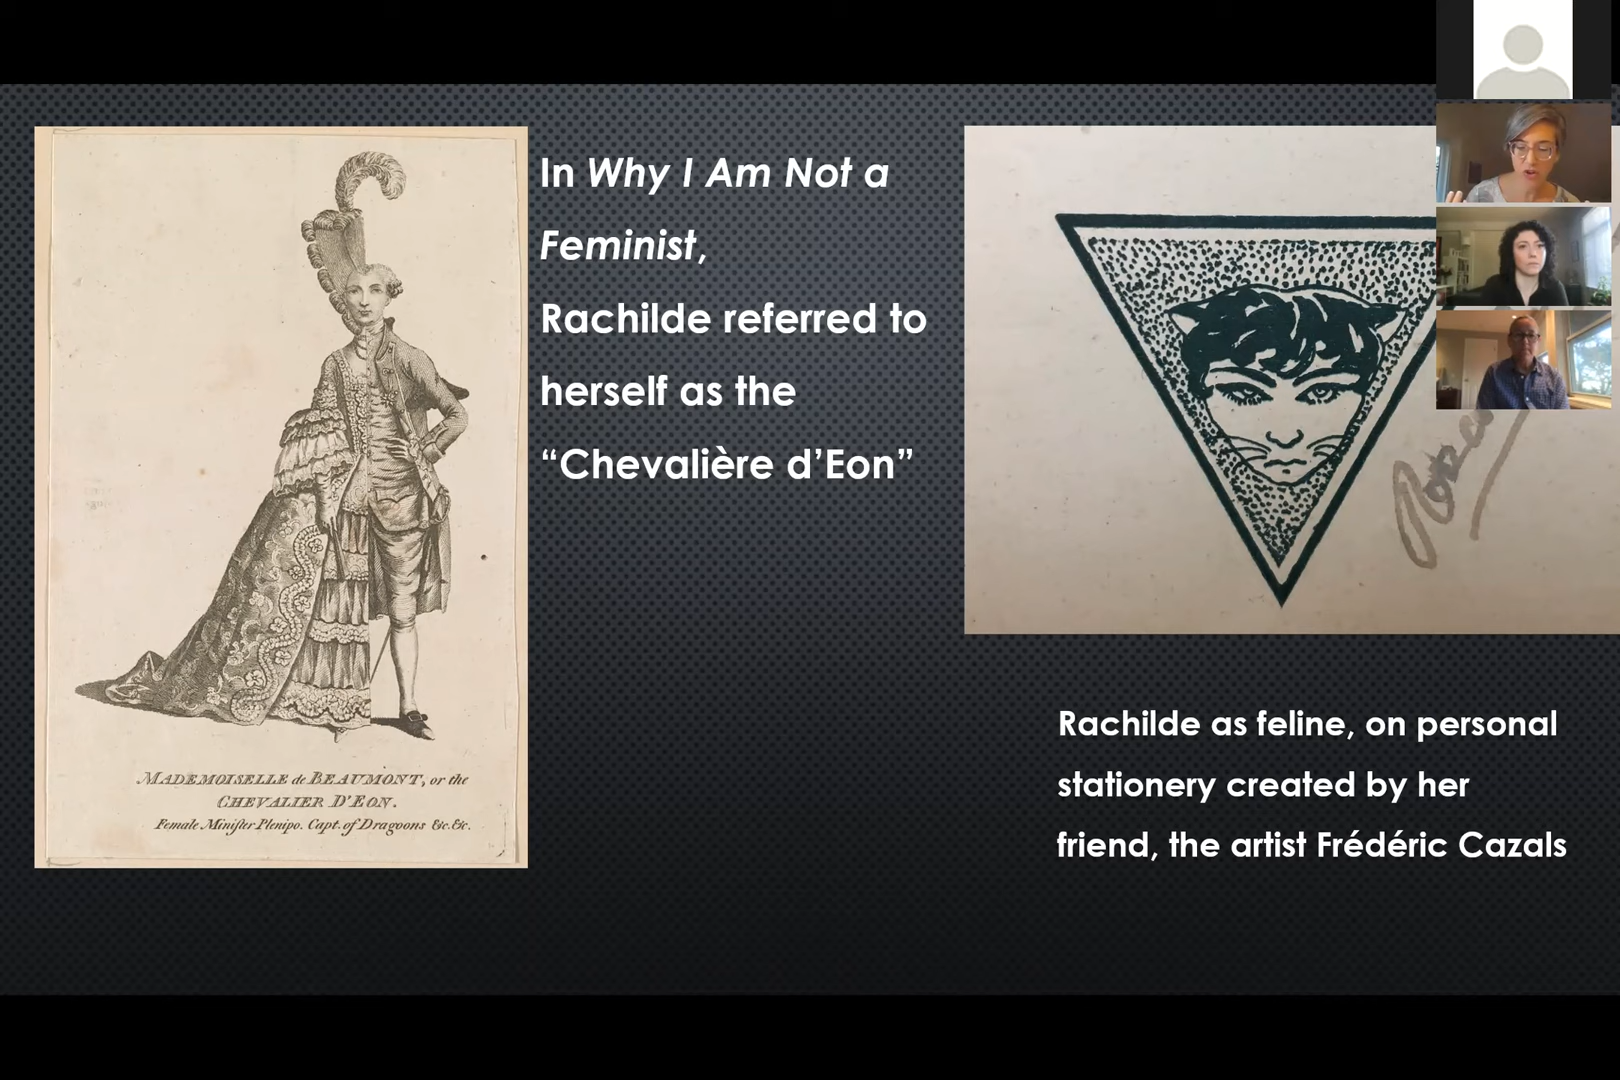 In Why I Am Not a
Feminist,
Rachilde referred to
herself as the
“Chevalière d’Eon”
MADEMOISELLE de BEAUMONT, or the
CHEVALIER D'EON.
Female Miniſter Plenipo. Capt. of Dragoons &c. &c.
Rachilde as feline, on personal
stationery created by her
friend, the artist Frédéric Cazals